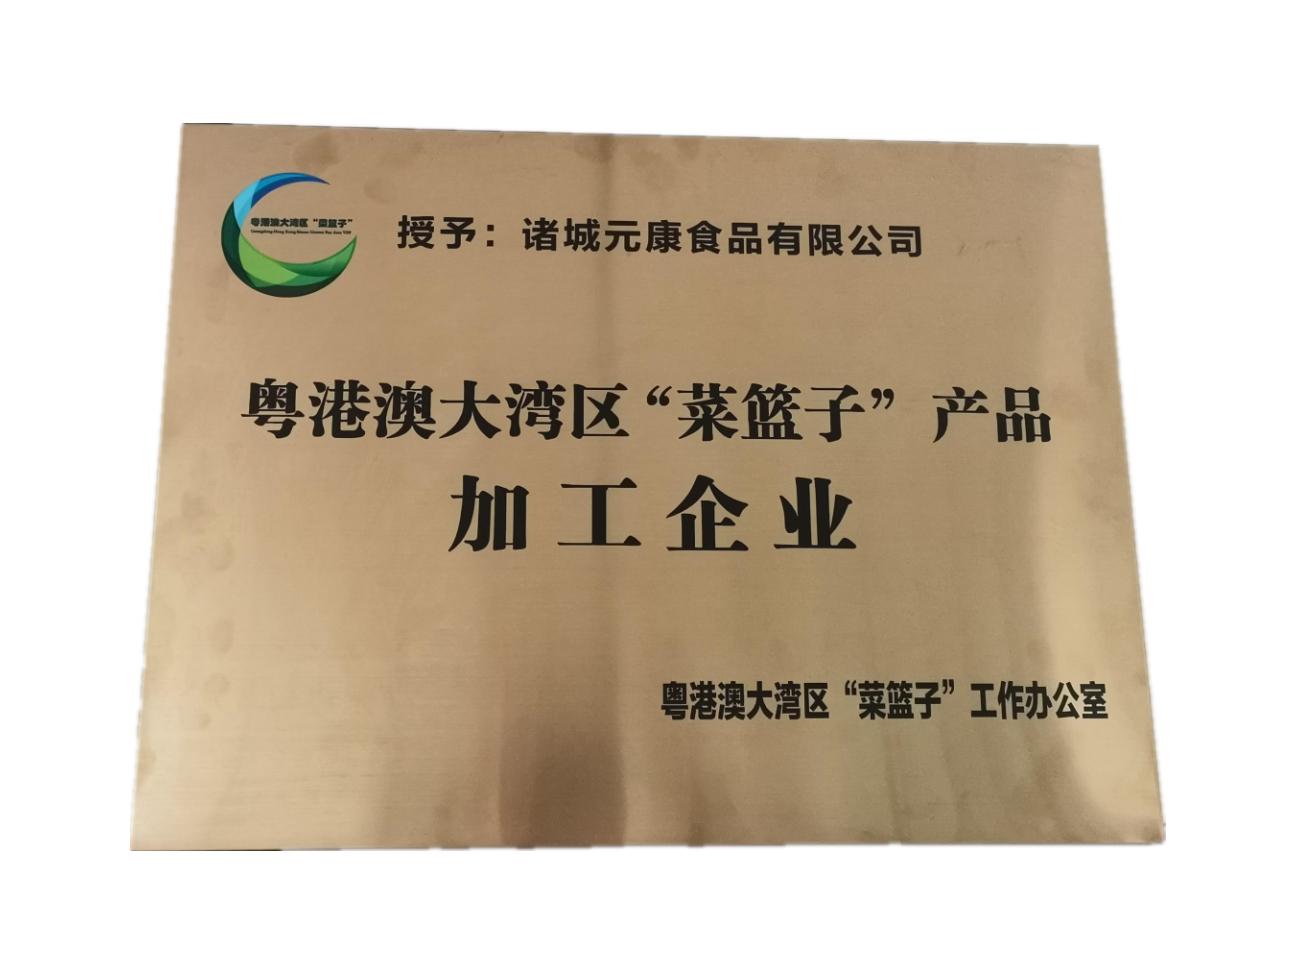 粤港澳大湾区“菜篮子”
授予：诸城元康食品有限公司
粤港澳大湾区“菜篮子”产品
加工企业
粤港澳大湾区“菜篮子”工作办公室